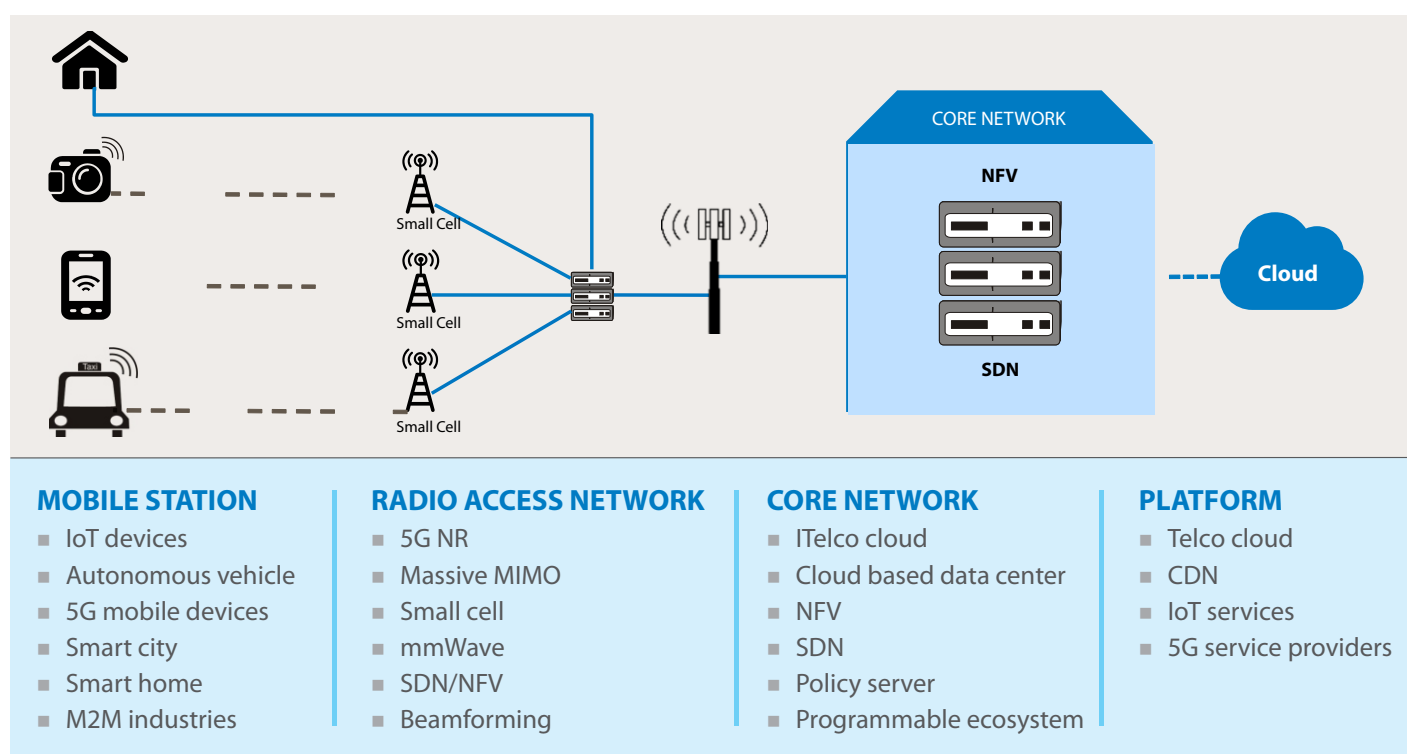 CORE NETWORK
NFV
Small Cell
Cloud
Small Cell
Taxi
SDN
Small Cell
MOBILE STATION
IoT devices
Autonomous vehicle
5G mobile devices
Smart city
Smart home
M2M industries
RADIO ACCESS NETWORK
5G NR
Massive MIMO
Small cell
mmWave
SDN/NFV
Beamforming
CORE NETWORK
ITelco cloud
Cloud based data center
NFV
SDN
Policy server
Programmable ecosystem
PLATFORM
Telco cloud
CDN
IoT services
5G service providers